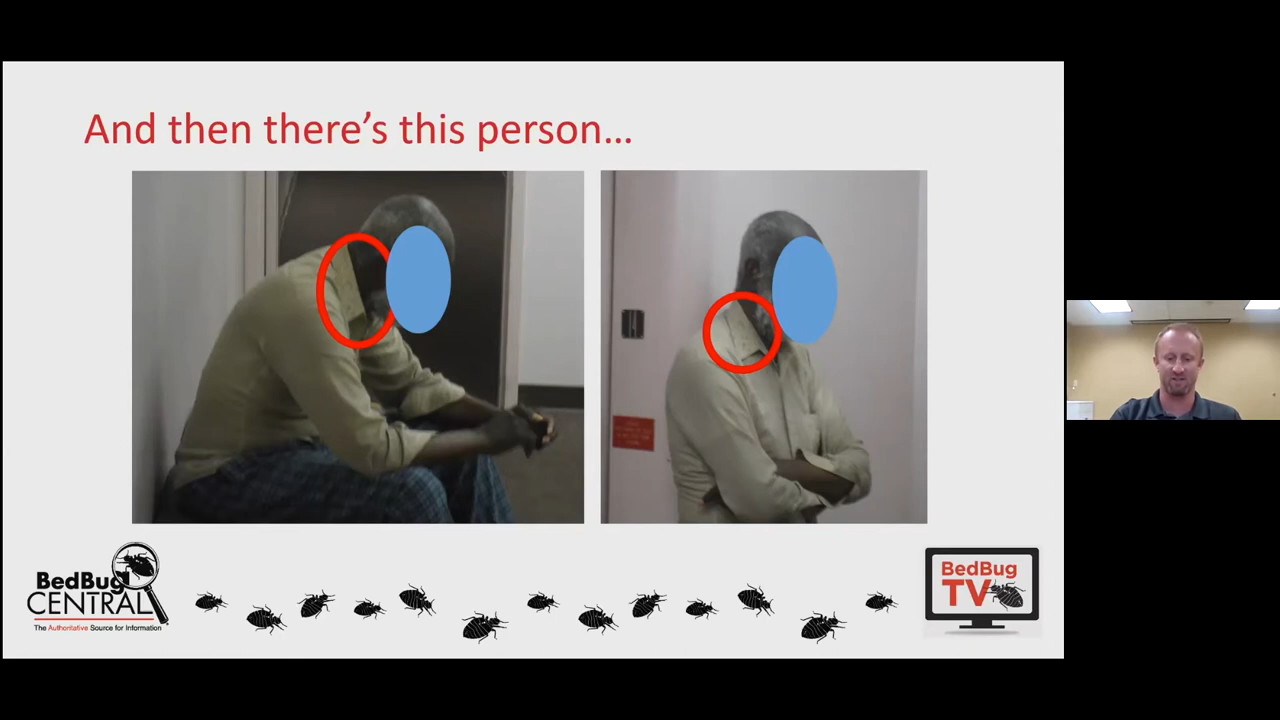 And then there's this person...
BedBug
CENTRAL
The Authoritative Source for Information
BedBug
TV